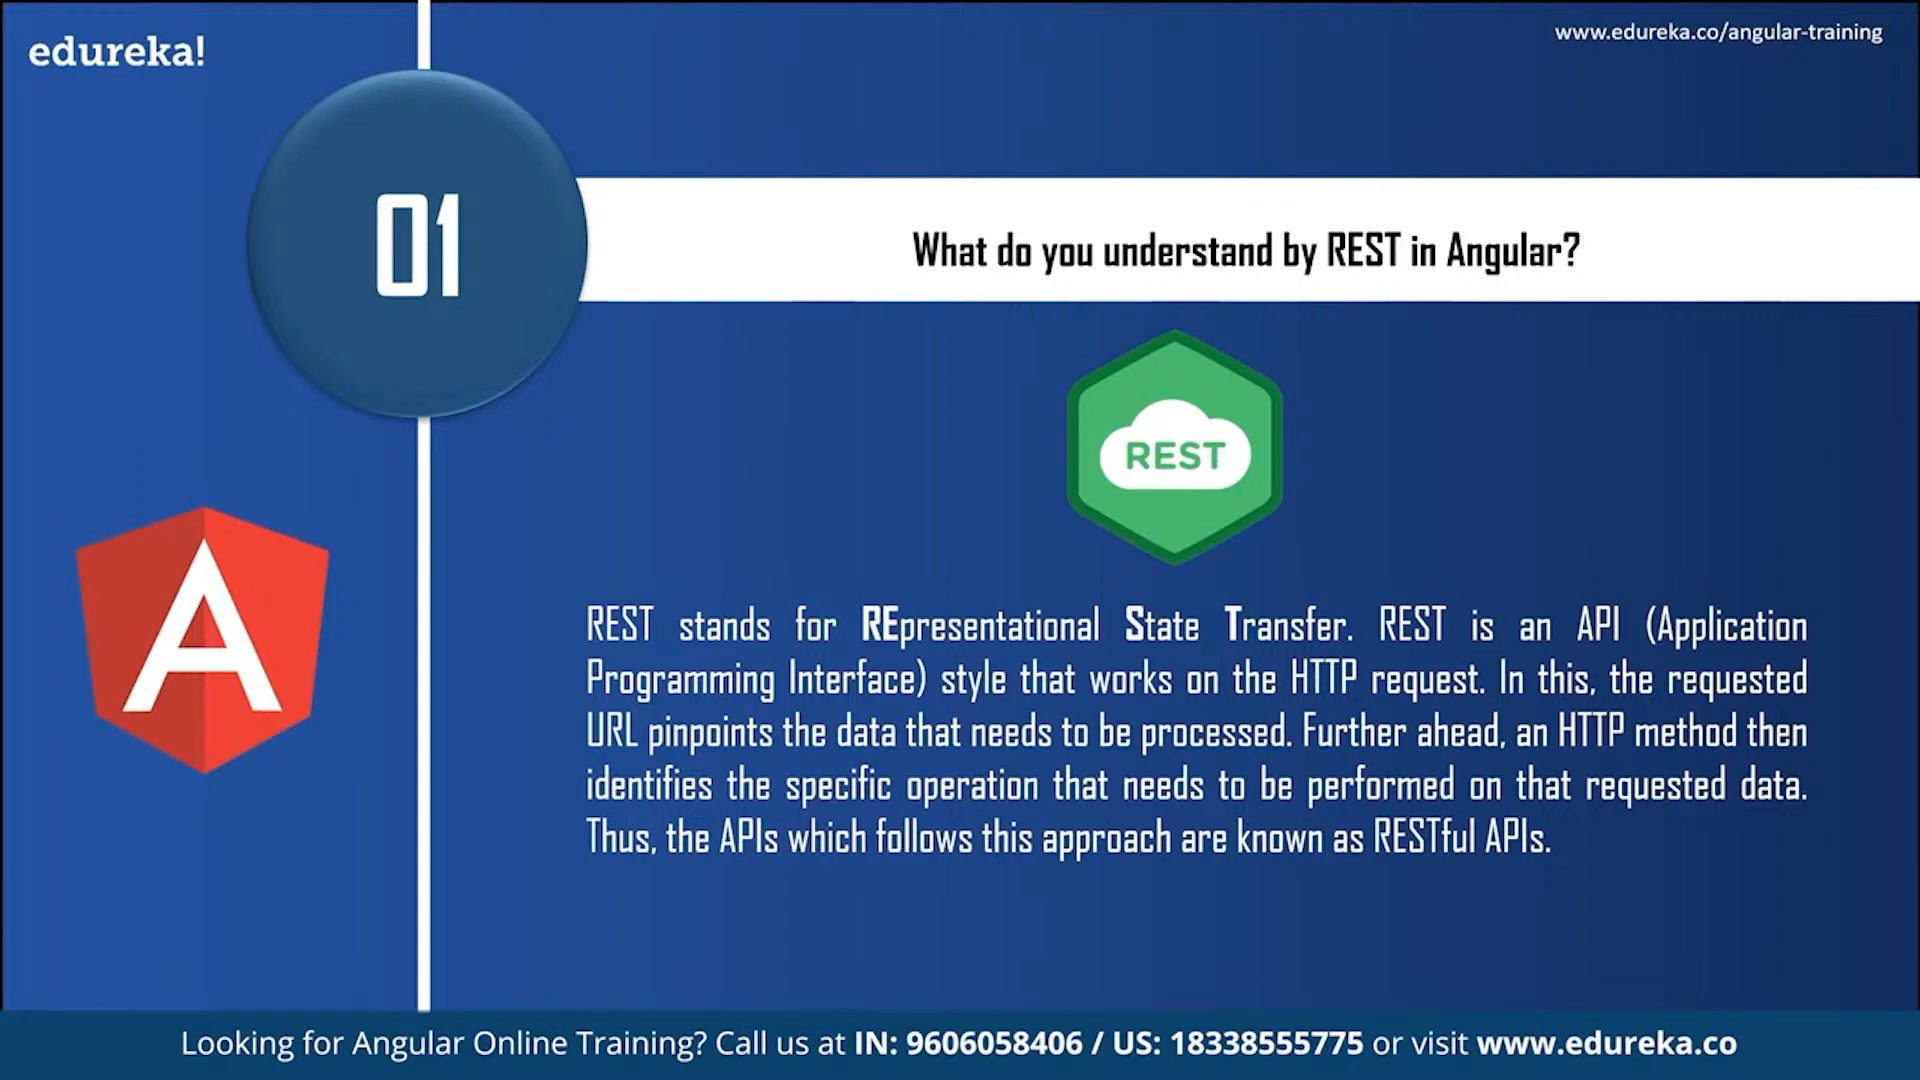 edureka!
www.edureka.co/angular-training
01
What do you understand by REST in Angular?
REST
REST stands for REpresentational State Transfer. REST is an API (Application
Programming Interface) style that works on the HTTP request. In this, the requested
URL pinpoints the data that needs to be processed. Further ahead, an HTTP method then
identifies the specific operation that needs to be performed on that requested data.
Thus, the APIs which follows this approach are known as RESTful APIs.
A
Looking for Angular Online Training? Call us at IN: 9606058406 / US: 18338555775 or visit www.edureka.co